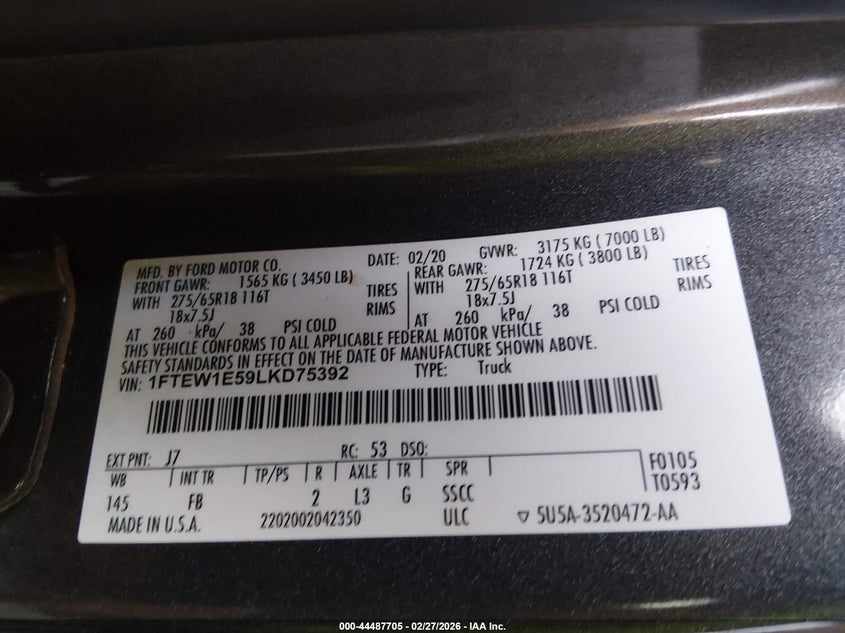 MFD. BY FORD MOTOR CO. DATE: 02/20 GVWR: 3175 KG ( 7000 LB)
FRONT GAWR: 1565 KG ( 3450 LB) REAR GAWR: 1724 KG ( 3800 LB)
WITH 275/65R18 116T TIRES WITH 275/65R18 116T TIRES
18x7.5J RIMS 18x7.5J RIMS
AT 260 kPa/ 38 PSI COLD AT 260 kPa/ 38 PSI COLD
THIS VEHICLE CONFORMS TO ALL APPLICABLE FEDERAL MOTOR VEHICLE
SAFETY STANDARDS IN EFFECT ON THE DATE OF MANUFACTURE SHOWN ABOVE.
VIN: 1FTEW1E59LKD75392 TYPE: Truck
EXT PNT: J7 RC: 53 DSO:
WB INT TR TP/PS R AXLE TR SPR F0105
145 FB 2 L3 G SSCC T0593
MADE IN U.S.A. 2202002042350 ULC ▽ 5U5A-3520472-AA
000-44487705 - 02/27/2026 - IAA Inc.